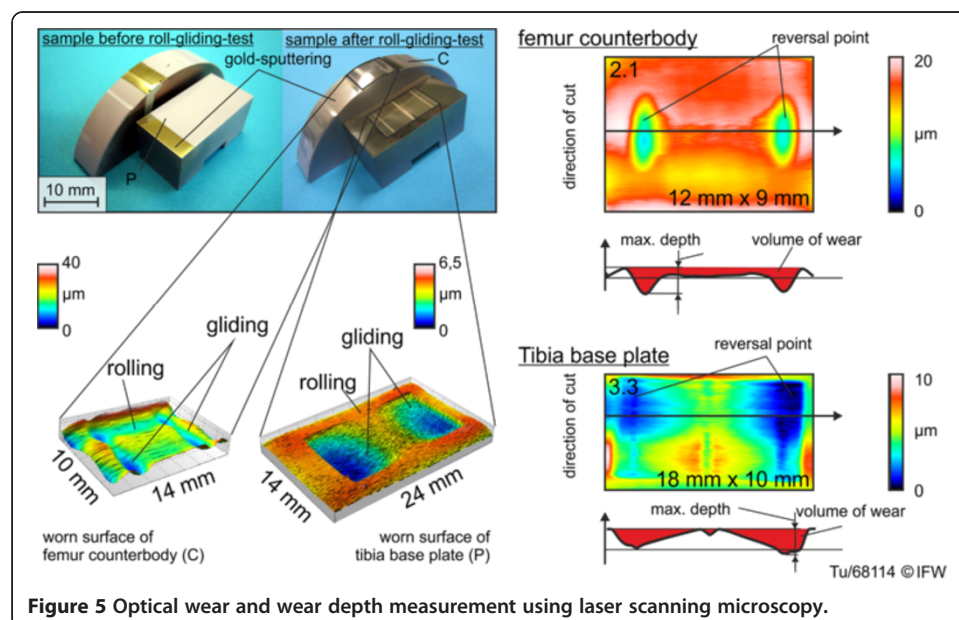 sample before roll-gliding-test
sample after roll-gliding-test
gold-sputtering
C
P
10 mm
40
µm
0
6,5
µm
0
gliding
rolling
gliding
rolling
10 mm
14 mm
14 mm
24 mm
worn surface of
femur counterbody (C)
worn surface of
tibia base plate (P)
femur counterbody
reversal point
2.1
direction of cut
12 mm x 9 mm
20
µm
0
max. depth
volume of wear
Tibia base plate
reversal point
3.3
direction of cut
18 mm x 10 mm
10
µm
0
max. depth
volume of wear
Tu/68114 © IFW
Figure 5 Optical wear and wear depth measurement using laser scanning microscopy.